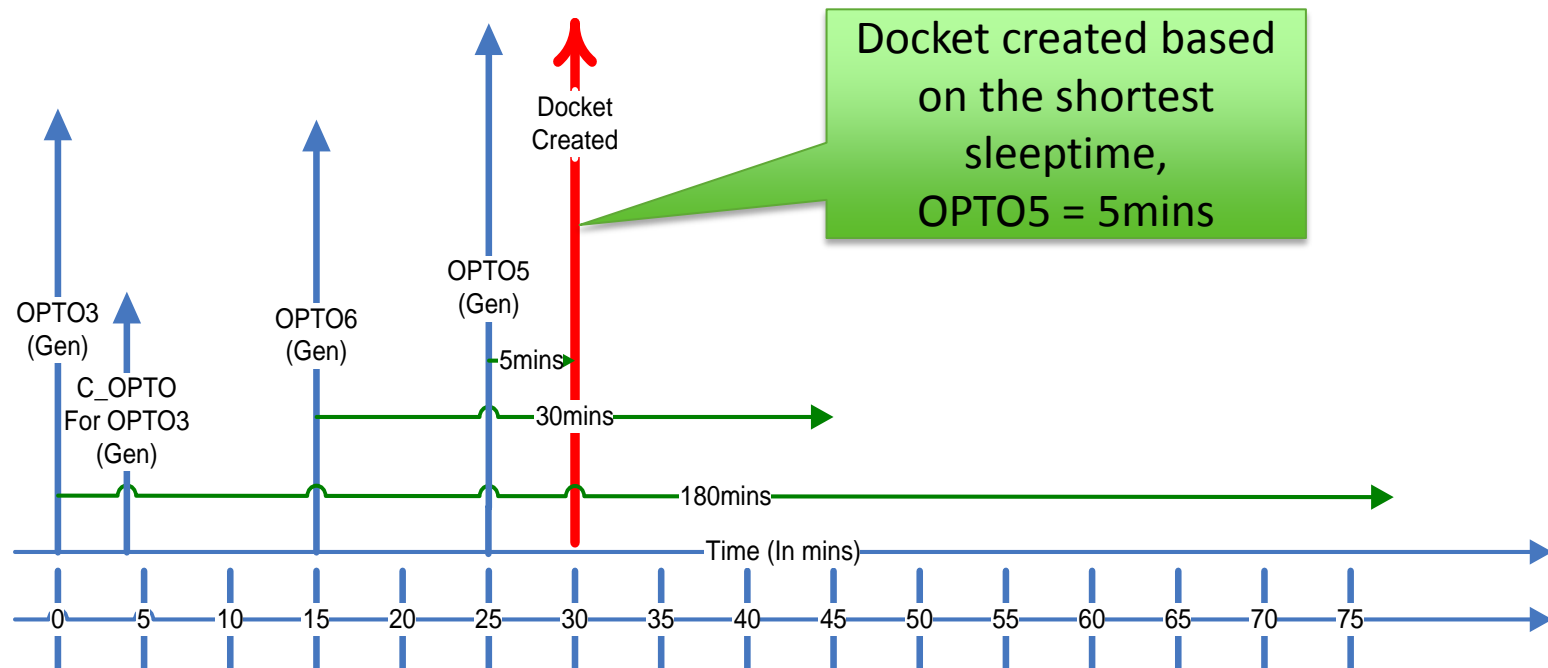 Docket created based
on the shortest
sleeptime,
OPTO5 = 5mins
Docket
Created
OPTO5
(Gen)
OPTO3
(Gen)
OPTO6
(Gen)
C_OPTO
For OPTO3
(Gen)
5mins
30mins
180mins
Time (In mins)
0 5 10 15 20 25 30 35 40 45 50 55 60 65 70 75